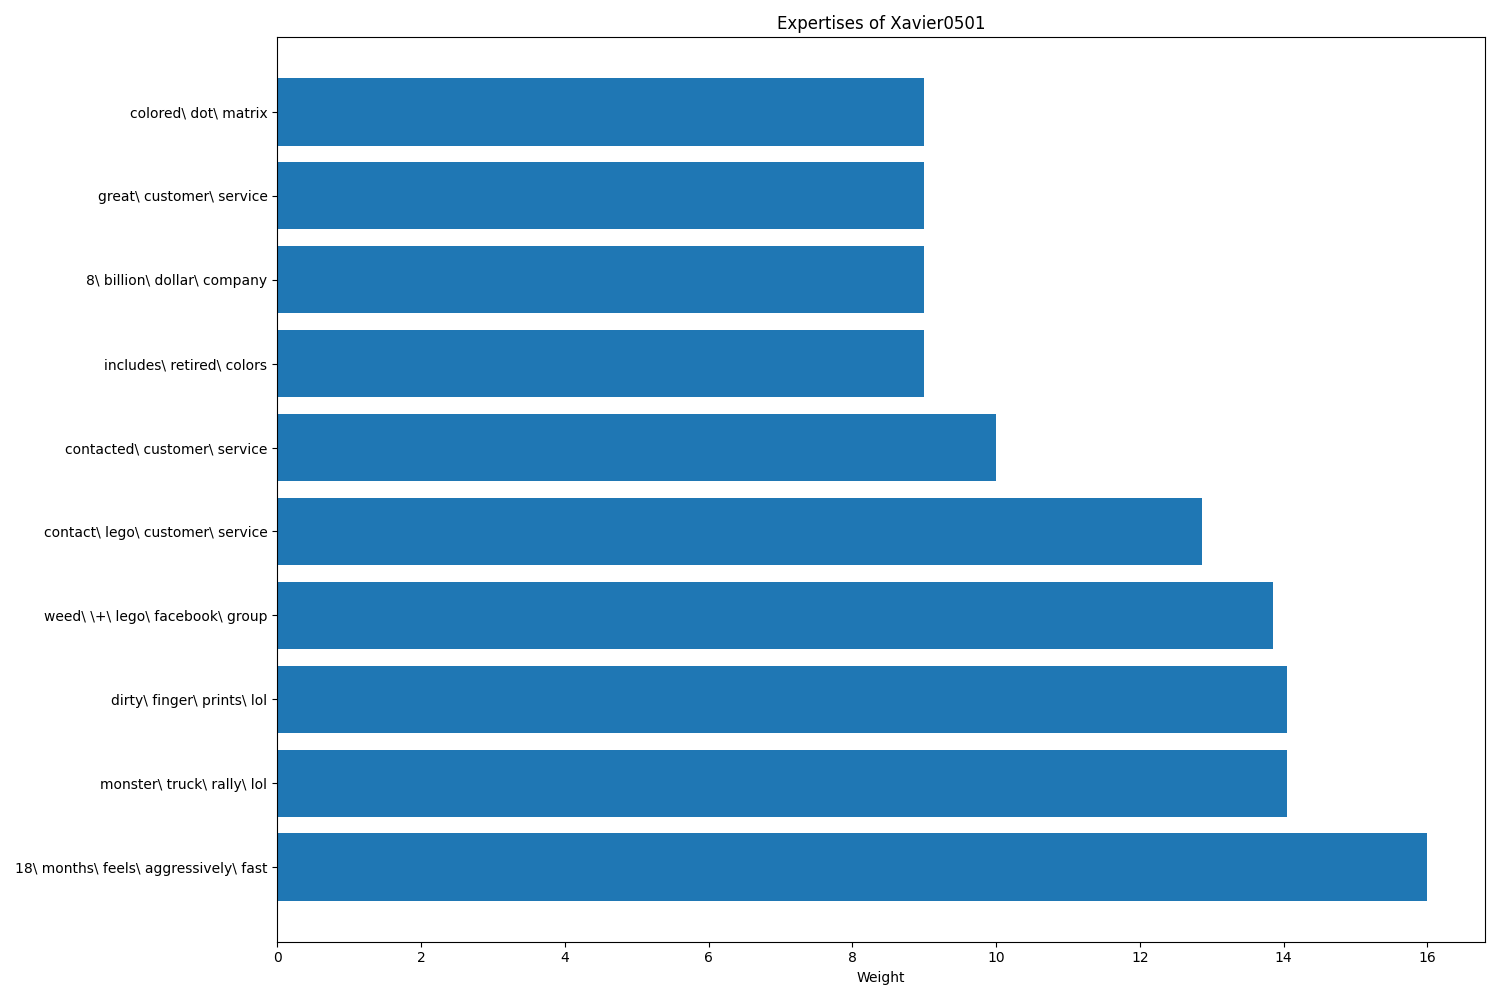 Expertises of Xavier0501
colored\ dot\ matrix
great\ customer\ service
8\ billion\ dollar\ company
includes\ retired\ colors
contacted\ customer\ service
contact\ lego\ customer\ service
weed\ \+\ lego\ facebook\ group
dirty\ finger\ prints\ lol
monster\ truck\ rally\ lol
18\ months\ feels\ aggressively\ fast
0 2 4 6 8 10 12 14 16
Weight